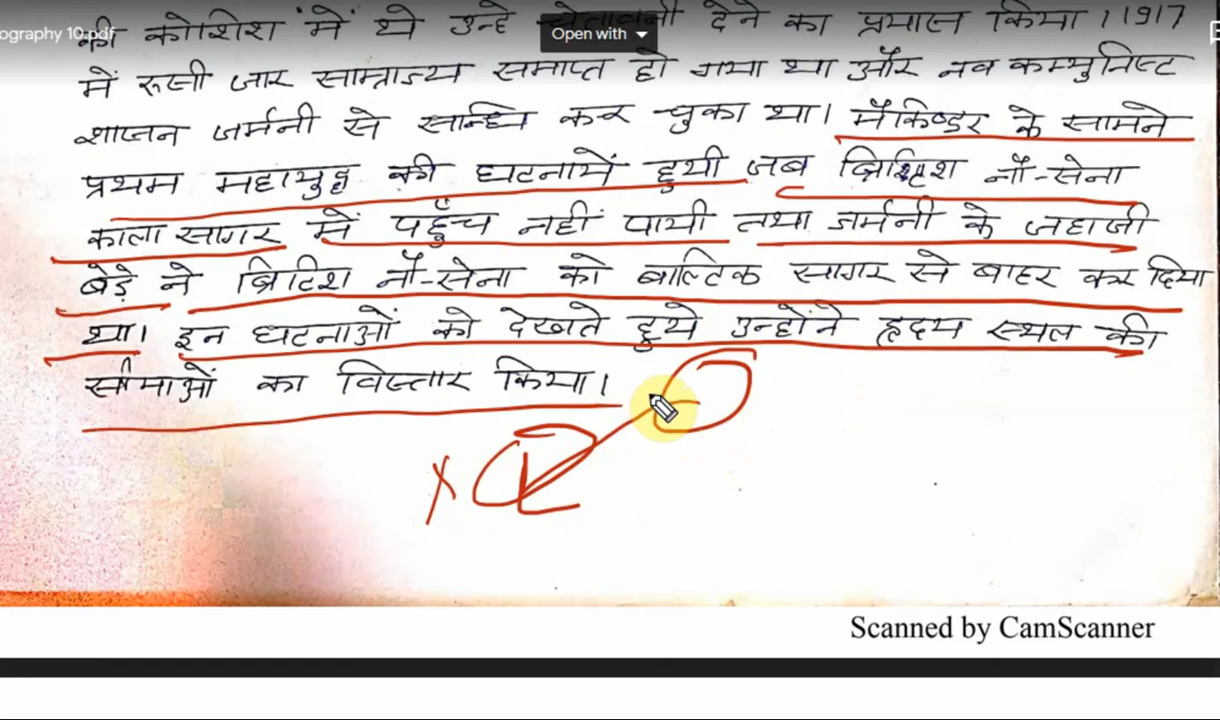 ography 10.pdf
Open with
की कोशिश में थे उन्हे चेतावनी देने का प्रयास किया। 1917
में रूसी जार साम्राज्य समाप्त हो गया था और नव कम्युनिस्ट
शासन जर्मनी से सान्धि कर चुका था। मैकिण्डर के सामने
प्रथम महायुद्ध की घटनायें हुयी जब ब्रिटिश नौ-सेना
काला सागर में पहुँच नहीं पायी तथा जर्मनी के जहाजी
बेड़े ने ब्रिटिश नौ-सेना को बाल्टिक सागर से बाहर कर दिया
था। इन घटनाओं को देखते हुये उन्होंने ह्रदय स्थल की
सीमाओं का विस्तार किया।
Scanned by CamScanner